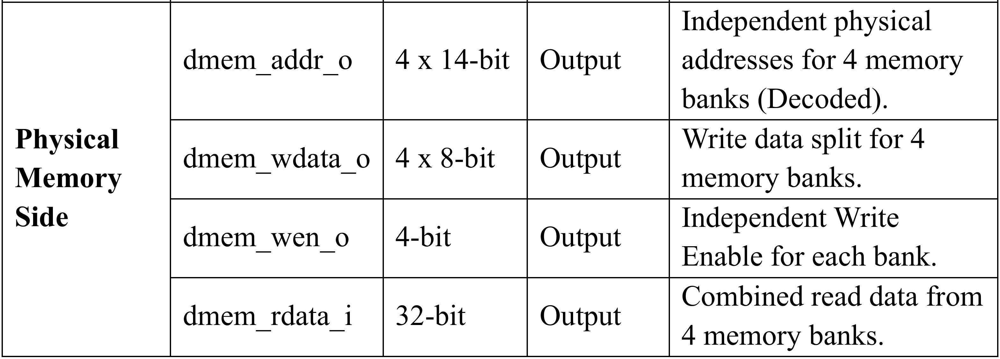 Physical
Memory
Side
dmem_addr_o
4 x 14-bit
Output
Independent physical
addresses for 4 memory
banks (Decoded).
dmem_wdata_o
4 x 8-bit
Output
Write data split for 4
memory banks.
dmem_wen_o
4-bit
Output
Independent Write
Enable for each bank.
dmem_rdata_i
32-bit
Output
Combined read data from
4 memory banks.